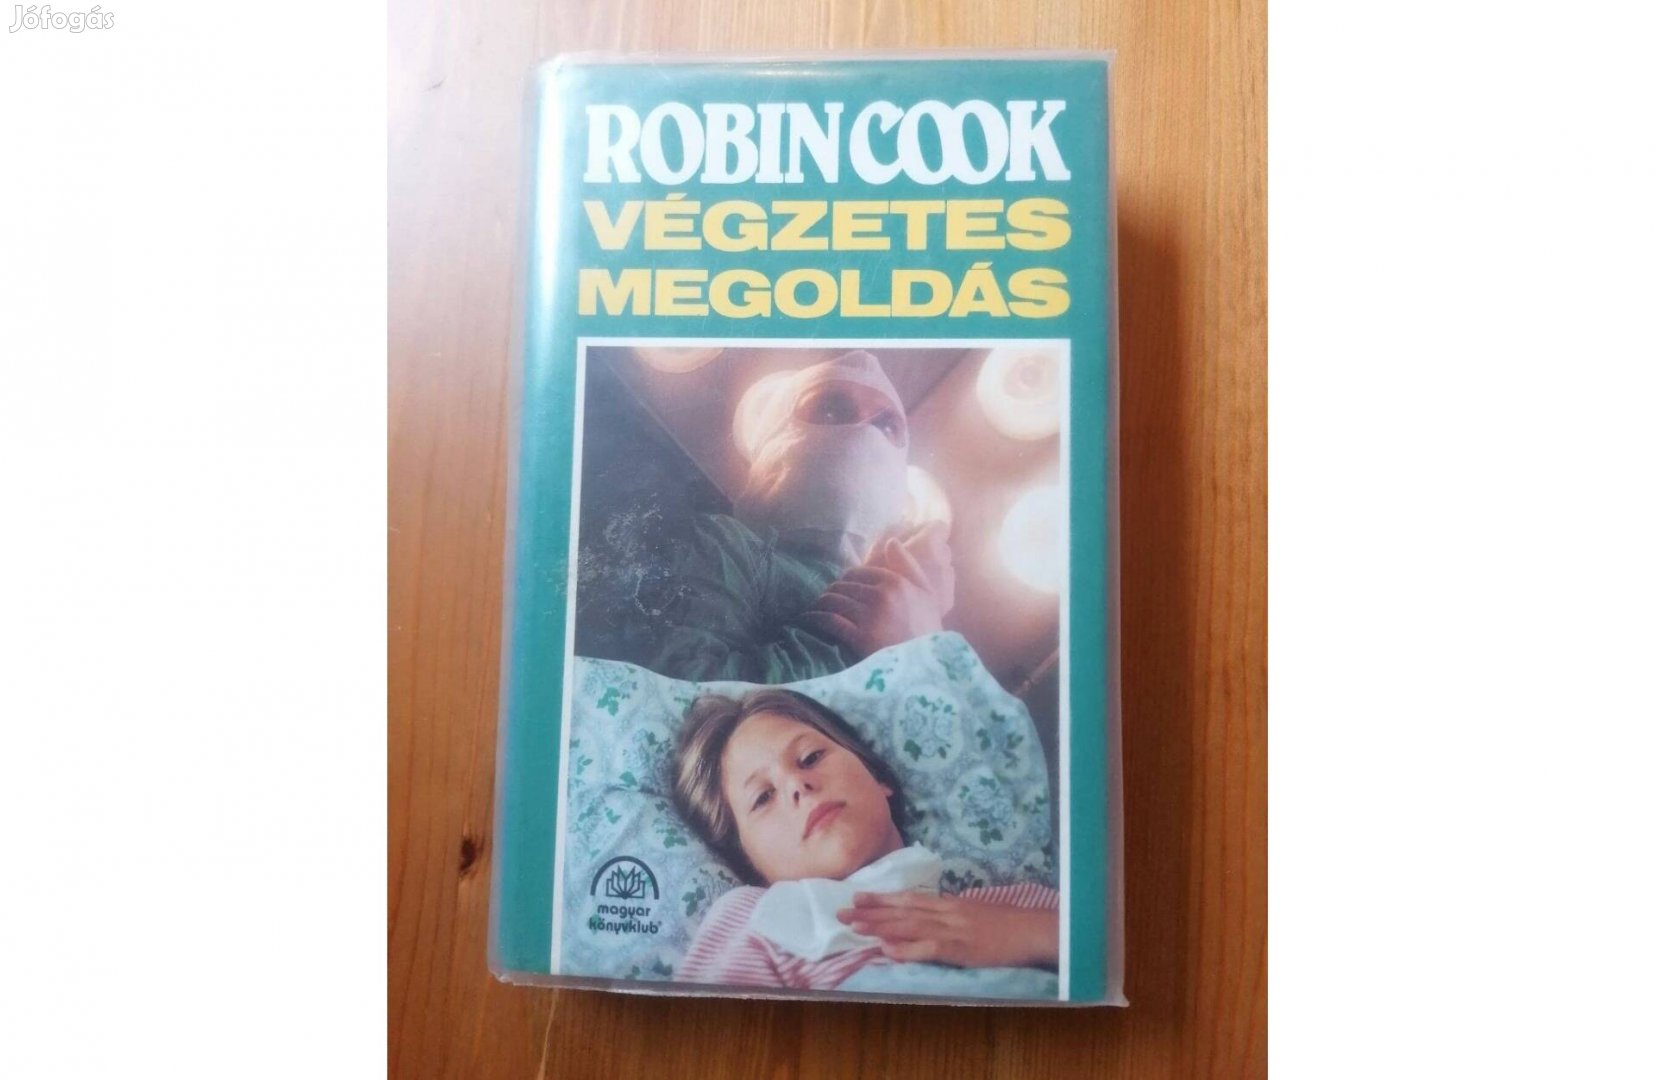 Jófogás
ROBIN COOK
VÉGZETES
MEGOLDÁS
magyar
könyvklub